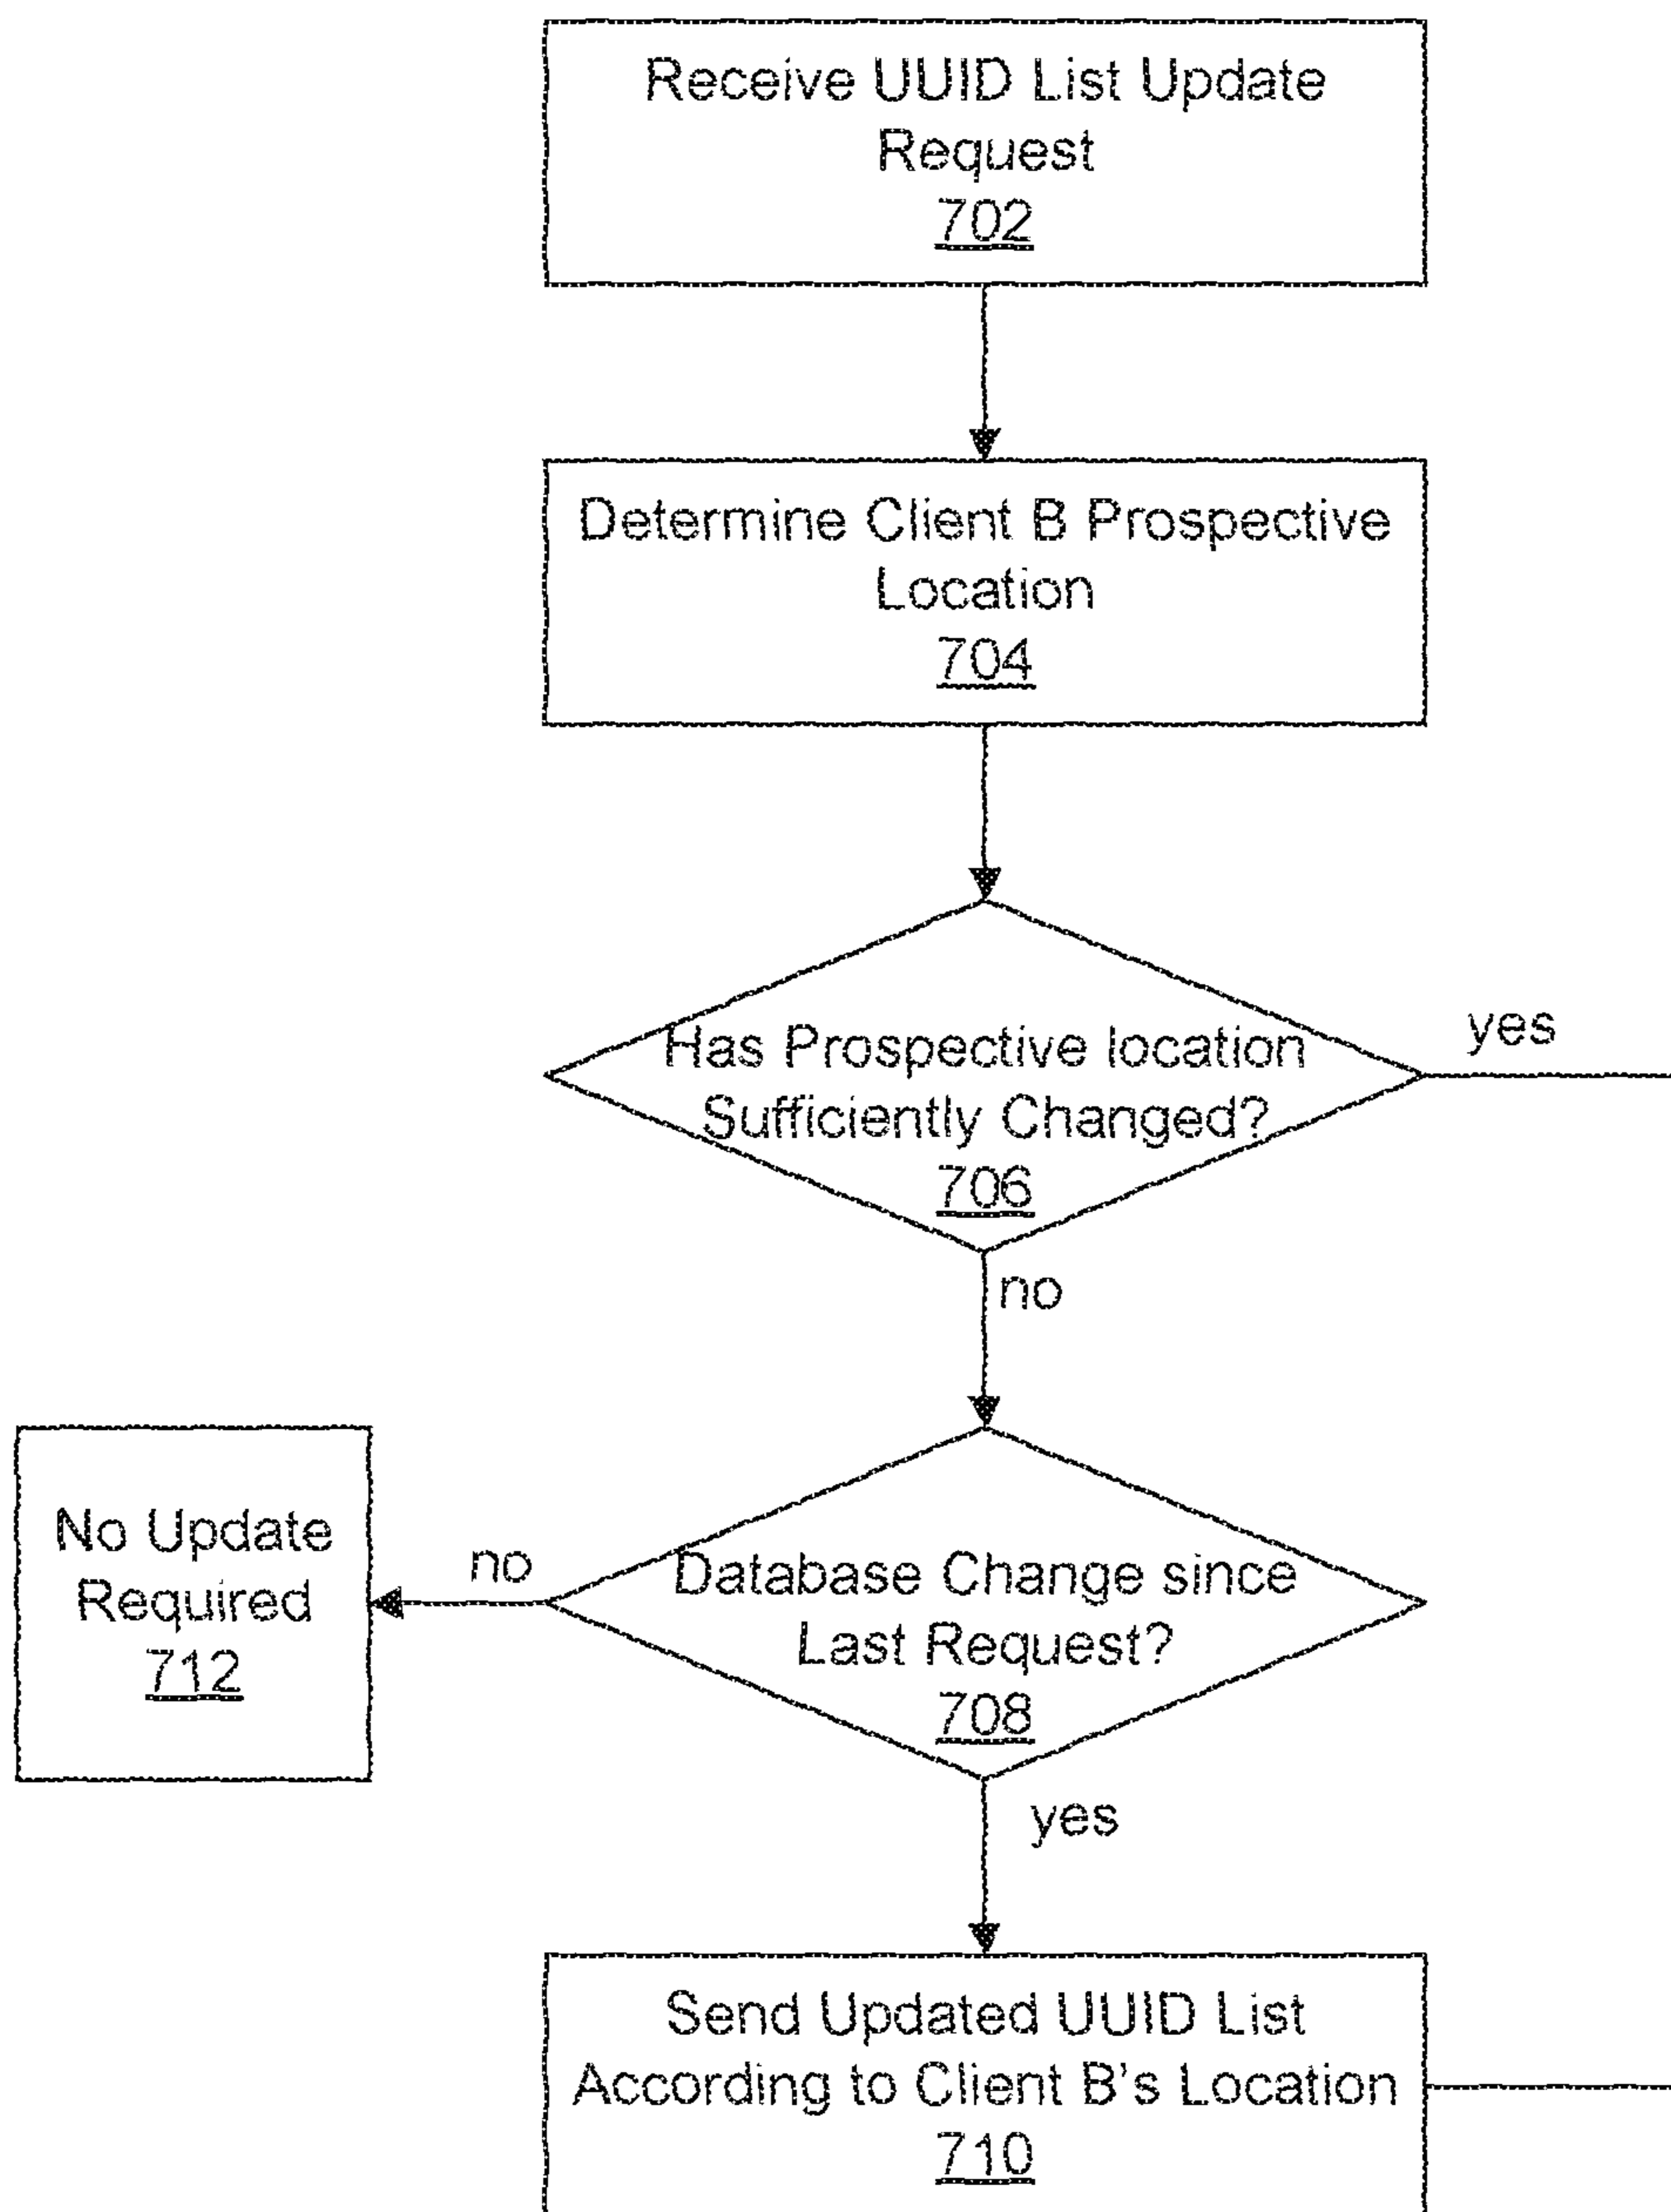 Receive UUID List Update
Request
702
Determine Client B Prospective
Location
704
Has Prospective location
Sufficiently Changed?
706
yes
no
No Update
Required
712
no
Database Change since
Last Request?
708
yes
Send Updated UUID List
According to Client B's Location
710